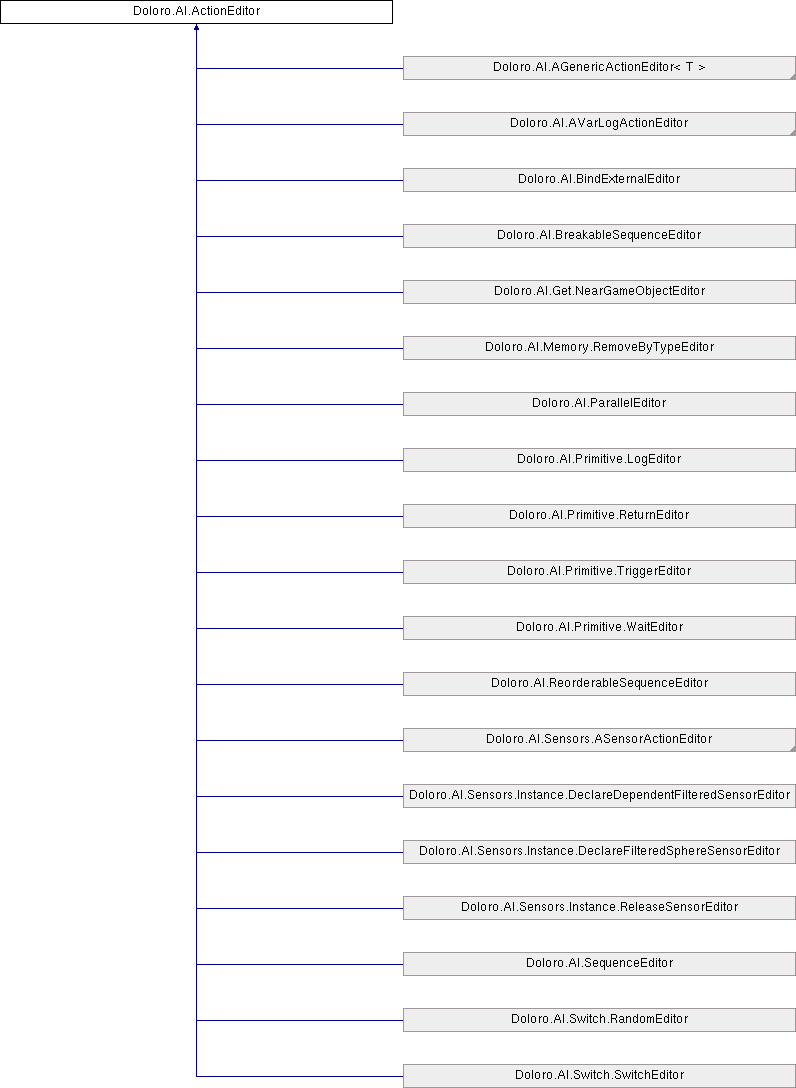 Doloro.AI.ActionEditor
Doloro.AI.AGenericActionEditor< T >
Doloro.AI.AVarLogActionEditor
Doloro.AI.BindExternalEditor
Doloro.AI.BreakableSequenceEditor
Doloro.AI.Get.NearGameObjectEditor
Doloro.AI.Memory.RemoveByTypeEditor
Doloro.AI.ParallelEditor
Doloro.AI.Primitive.LogEditor
Doloro.AI.Primitive.ReturnEditor
Doloro.AI.Primitive.TriggerEditor
Doloro.AI.Primitive.WaitEditor
Doloro.AI.ReorderableSequenceEditor
Doloro.AI.Sensors.ASensorActionEditor
Doloro.AI.Sensors.Instance.DeclareDependentFilteredSensorEditor
Doloro.AI.Sensors.Instance.DeclareFilteredSphereSensorEditor
Doloro.AI.Sensors.Instance.ReleaseSensorEditor
Doloro.AI.SequenceEditor
Doloro.AI.Switch.RandomEditor
Doloro.AI.Switch.SwitchEditor